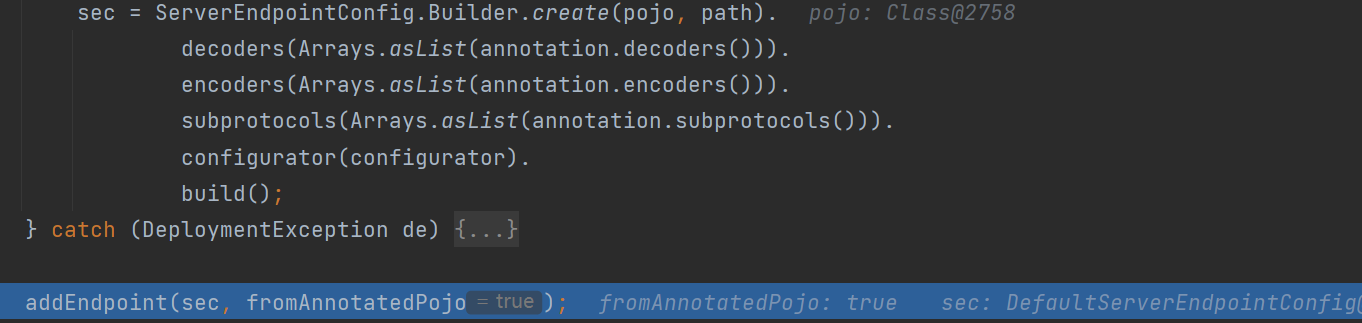 sec = ServerEndpointConfig.Builder.create(pojo, path). pojo: Class@2758
decoders(Arrays.asList(annotation.decoders())).
encoders(Arrays.asList(annotation.encoders())).
subprotocols(Arrays.asList(annotation.subprotocols())).
configurator(configurator).
build();
} catch (DeploymentException de) {...}
addEndpoint(sec, fromAnnotatedPojo = true ); fromAnnotatedPojo: true sec: DefaultServerEndpointConfig@